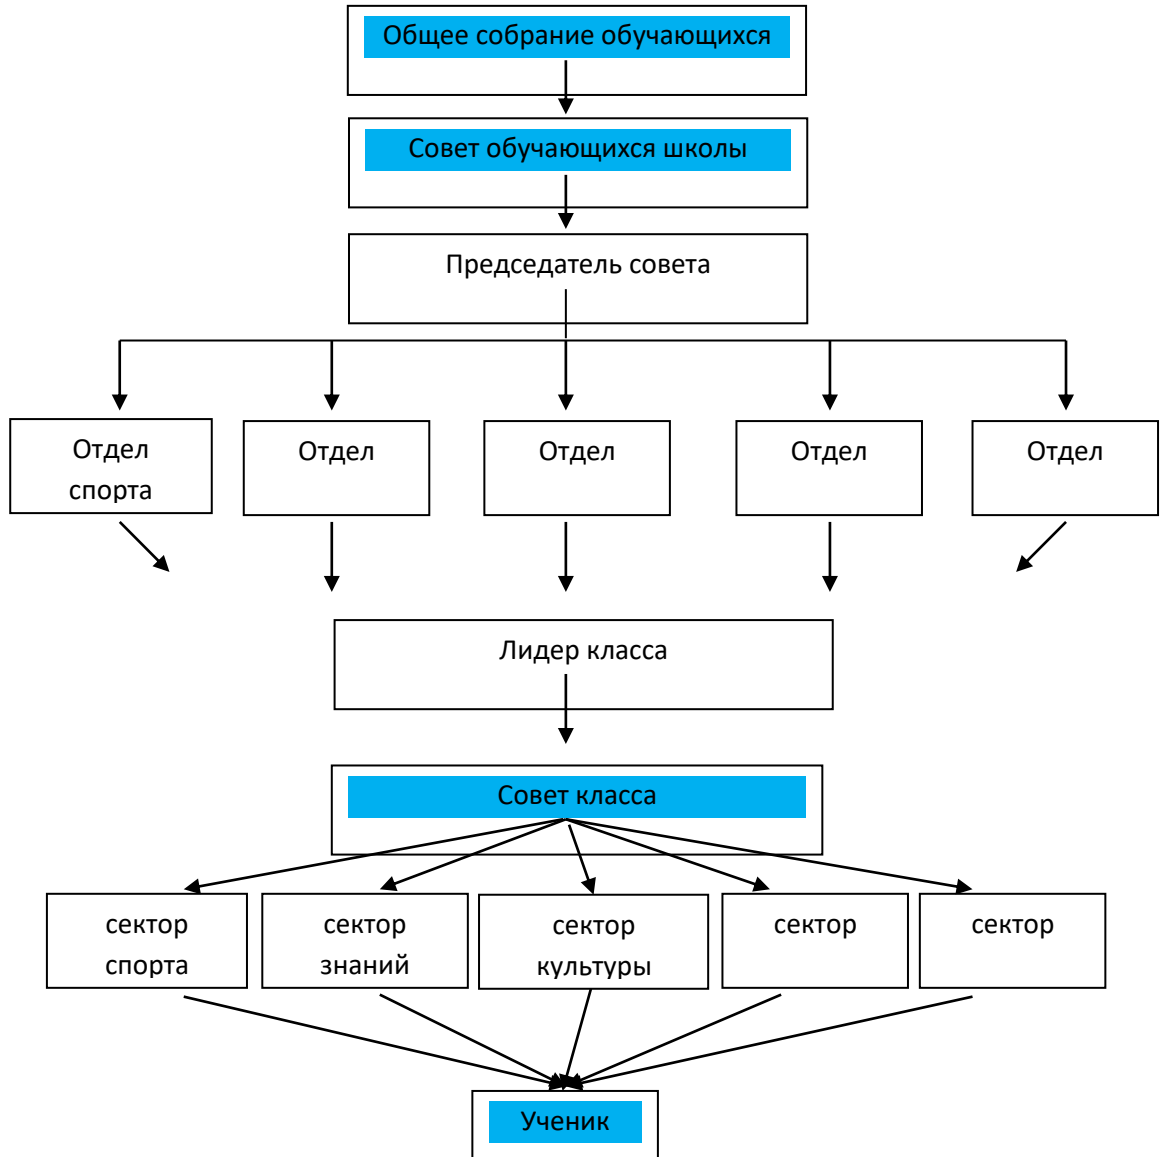 Общее собрание обучающихся
Совет обучающихся школы
Председатель совета
Отдел
спорта
Отдел
Отдел
Отдел
Отдел
Лидер класса
Совет класса
сектор
спорта
сектор
знаний
сектор
культуры
сектор
сектор
Ученик